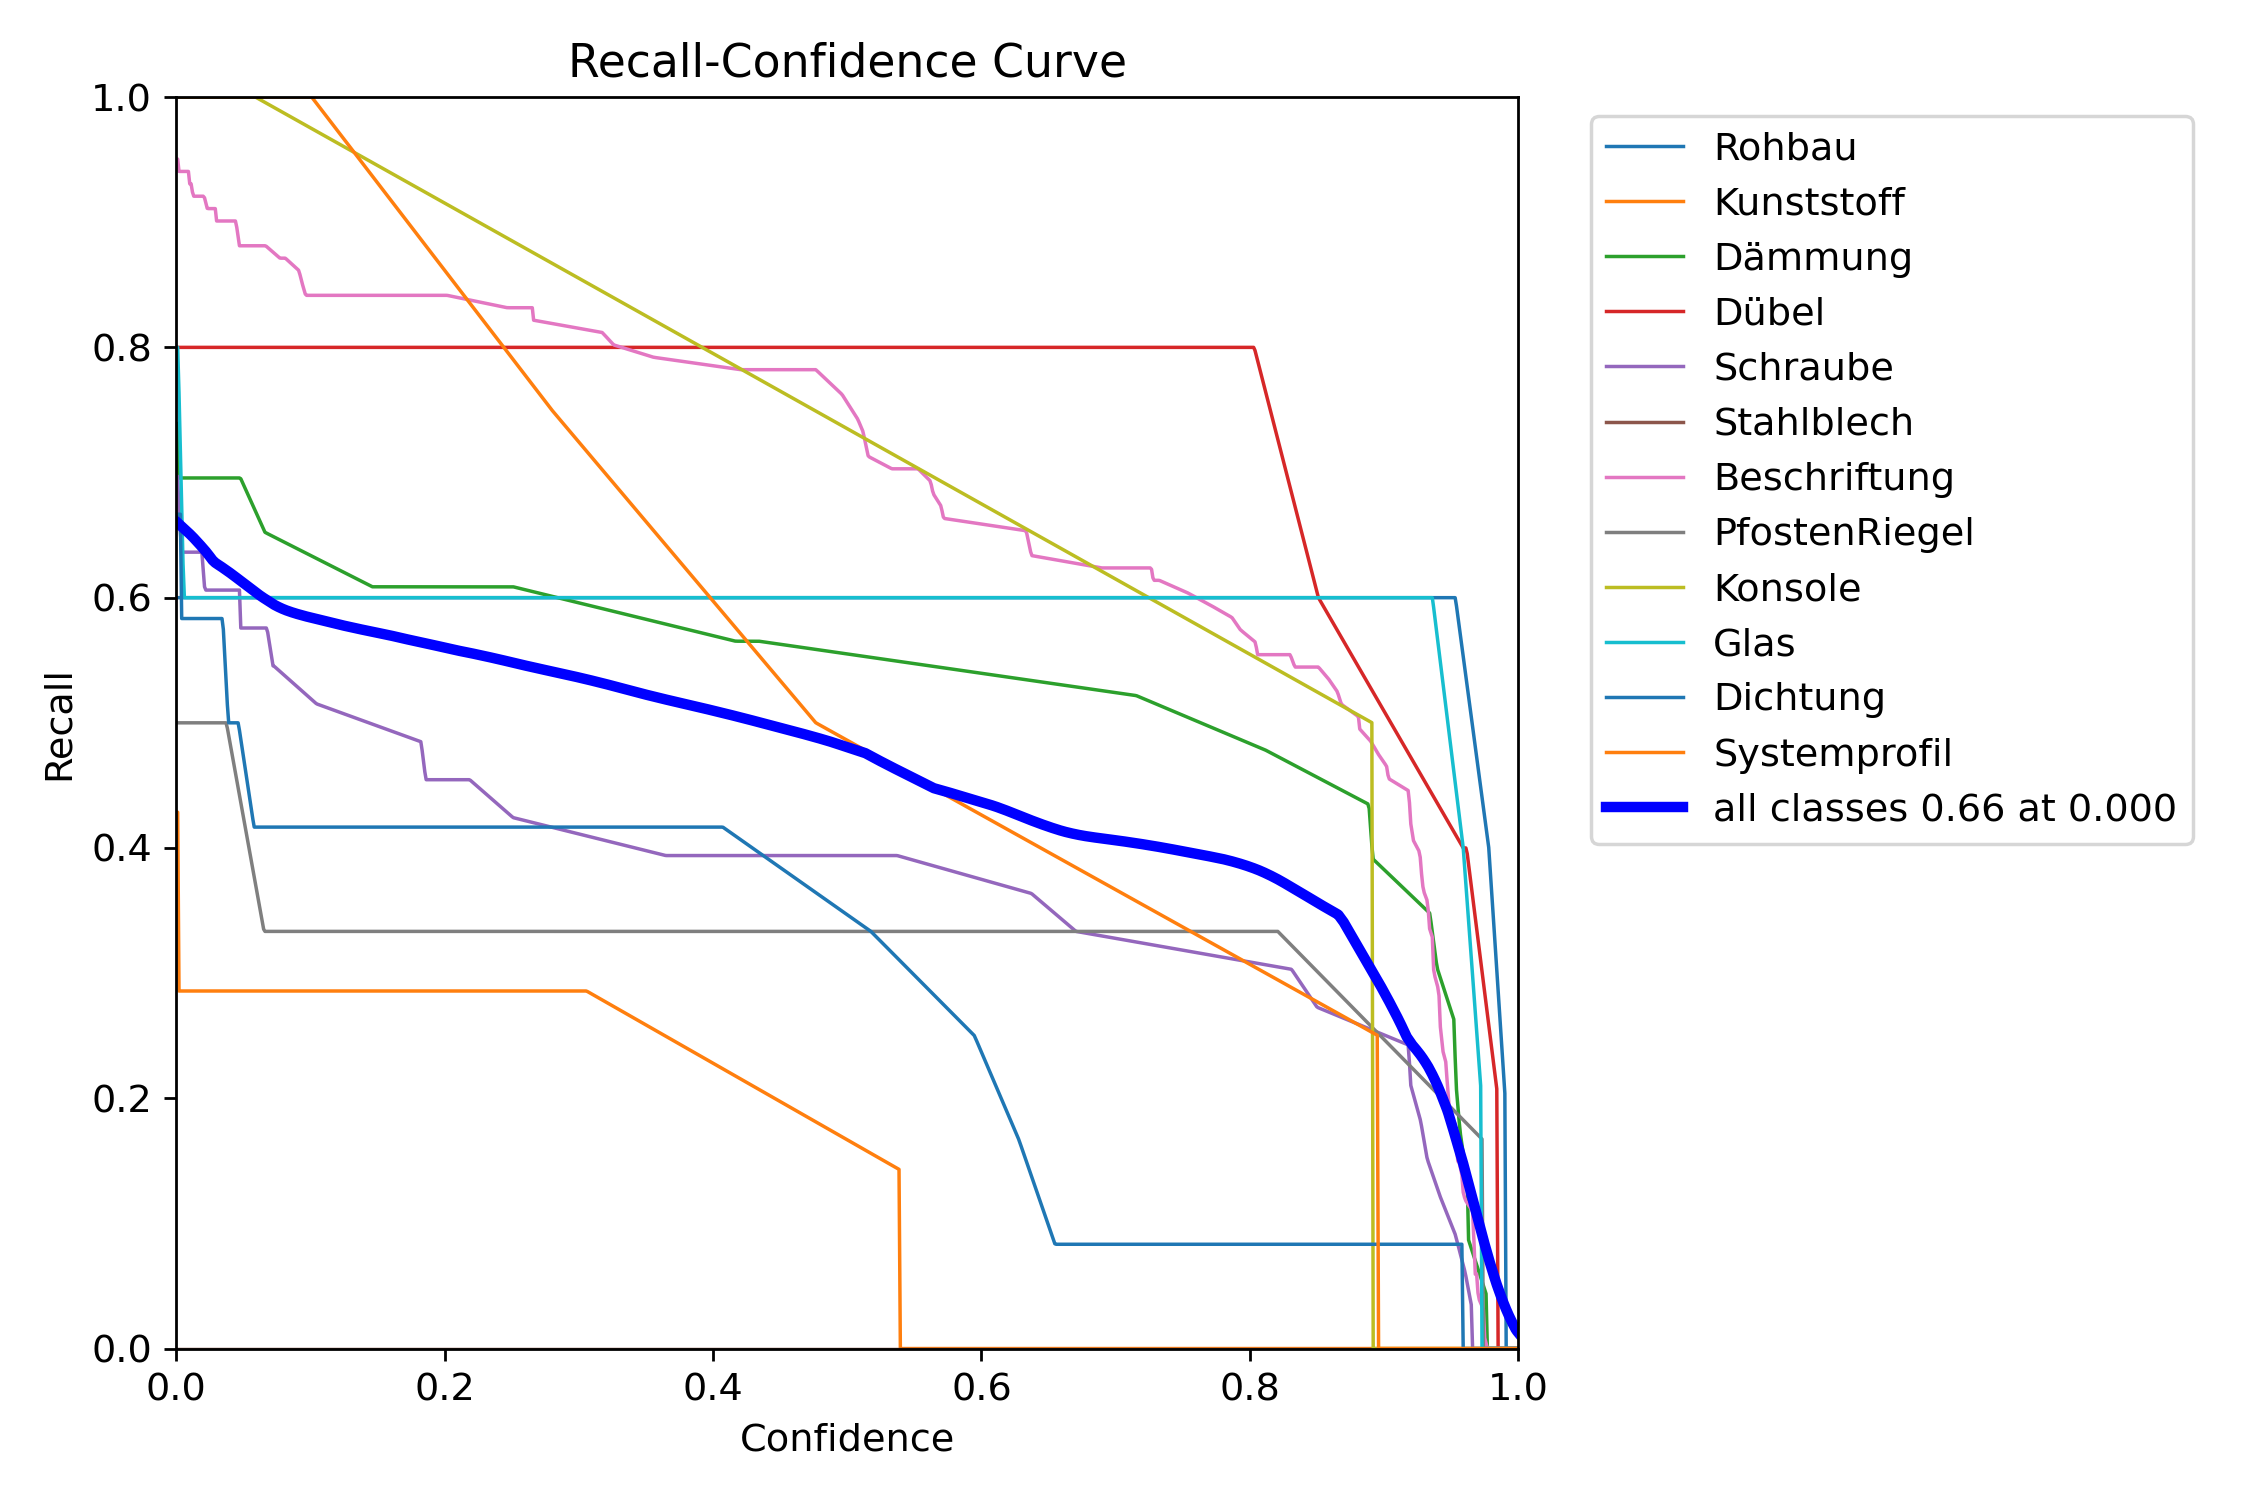 Recall-Confidence Curve
1.0
0.8
0.6
0.4
0.2
0.0
Recall
0.0 0.2 0.4 0.6 0.8 1.0
Confidence
Rohbau
Kunststoff
Dämmung
Dübel
Schraube
Stahlblech
Beschriftung
PfostenRiegel
Konsole
Glas
Dichtung
Systemprofil
all classes 0.66 at 0.000